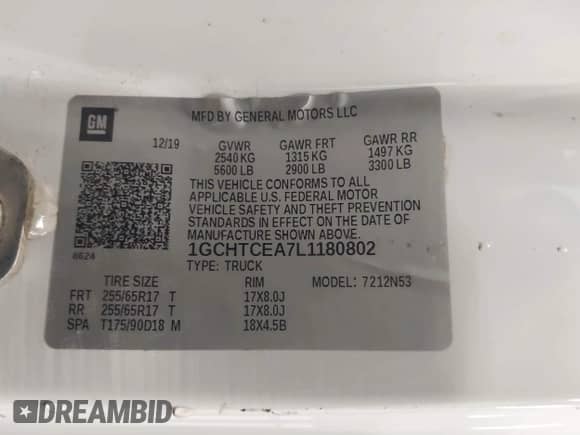 GM
MFD BY GENERAL MOTORS LLC
12/19 GVWR GAWR FRT GAWR RR
2540 KG 1315 KG 1497 KG
5600 LB 2900 LB 3300 LB
THIS VEHICLE CONFORMS TO ALL
APPLICABLE U.S. FEDERAL MOTOR
VEHICLE SAFETY AND THEFT PREVENTION
STANDARDS IN EFFECT ON THE DATE OF
MANUFACTURE SHOWN ABOVE.
8624
1GCHTCEA7L1180802
TYPE: TRUCK
TIRE SIZE RIM MODEL: 7212N53
FRT 255/65R17 T 17X8.0J
RR 255/65R17 T 17X8.0J
SPA T175/90D18 M 18X4.5B
DREAMBID